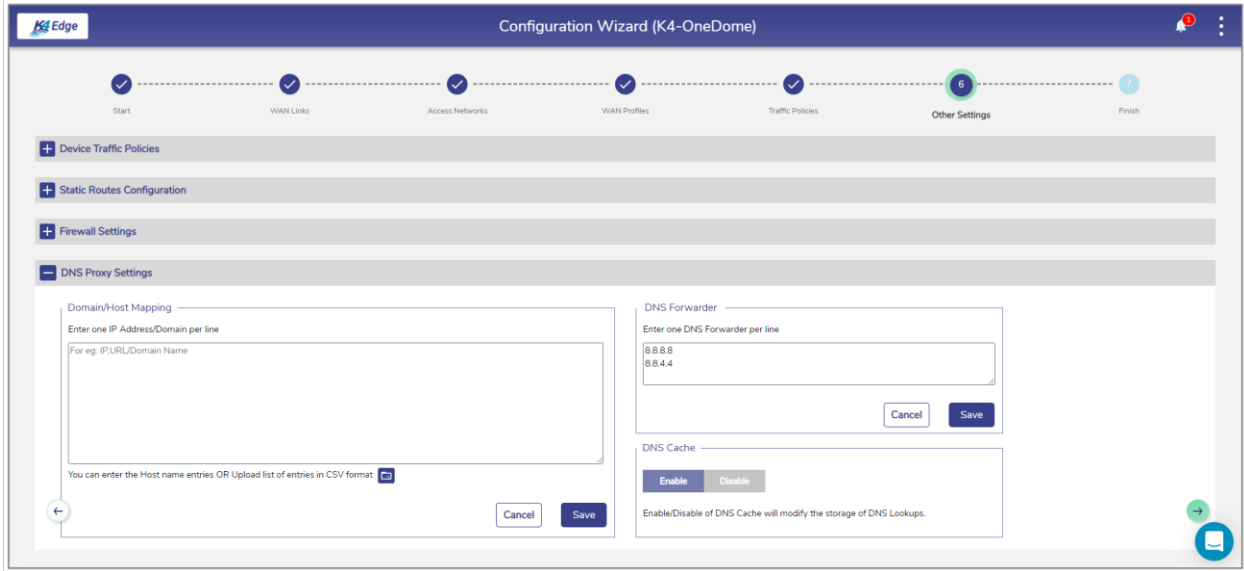 K4 Edge
Configuration Wizard (K4-OneDome)
1
6
7
Start
WAN Links
Access Networks
WAN Profiles
Traffic Policies
Other Settings
Finish
Device Traffic Policies
Static Routes Configuration
Firewall Settings
DNS Proxy Settings
Domain/Host Mapping
Enter one IP Address/Domain per line
For eg: IP,URL/Domain Name
You can enter the Host name entries OR Upload list of entries in CSV format
Cancel
Save
DNS Forwarder
Enter one DNS Forwarder per line
8.8.8.8
8.8.4.4
Cancel
Save
DNS Cache
Enable
Disable
Enable/Disable of DNS Cache will modify the storage of DNS Lookups.